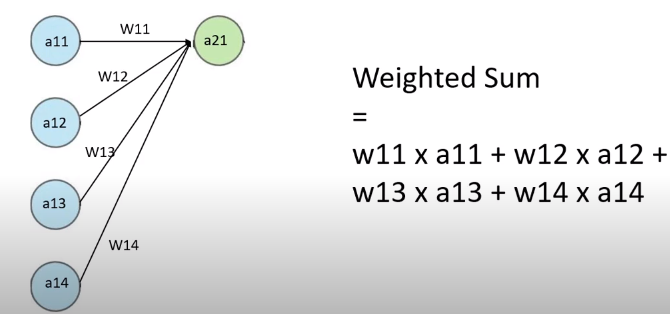 a11
W11
a21
W12
a12
W13
a13
W14
a14
Weighted Sum
=
w11 x a11 + w12 x a12 +
w13 x a13 + w14 x a14